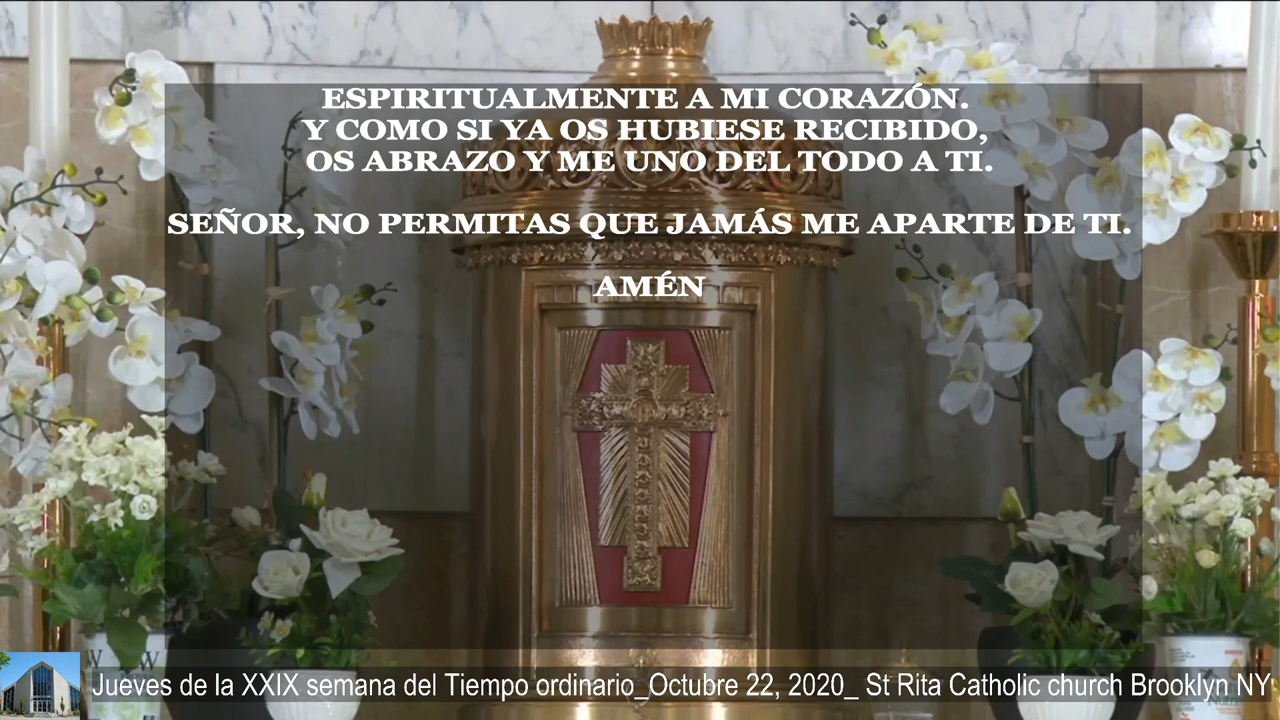 ESPIRITUALMENTE A MI CORAZÓN.
Y COMO SI YA OS HUBIESE RECIBIDO,
OS ABRAZO Y ME UNO DEL TODO A TI.
SEÑOR, NO PERMITAS QUE JAMÁS ME APARTE DE TI.
AMÉN
Jueves de la XXIX semana del Tiempo ordinario_Octubre 22, 2020_ St Rita Catholic church Brooklyn NY